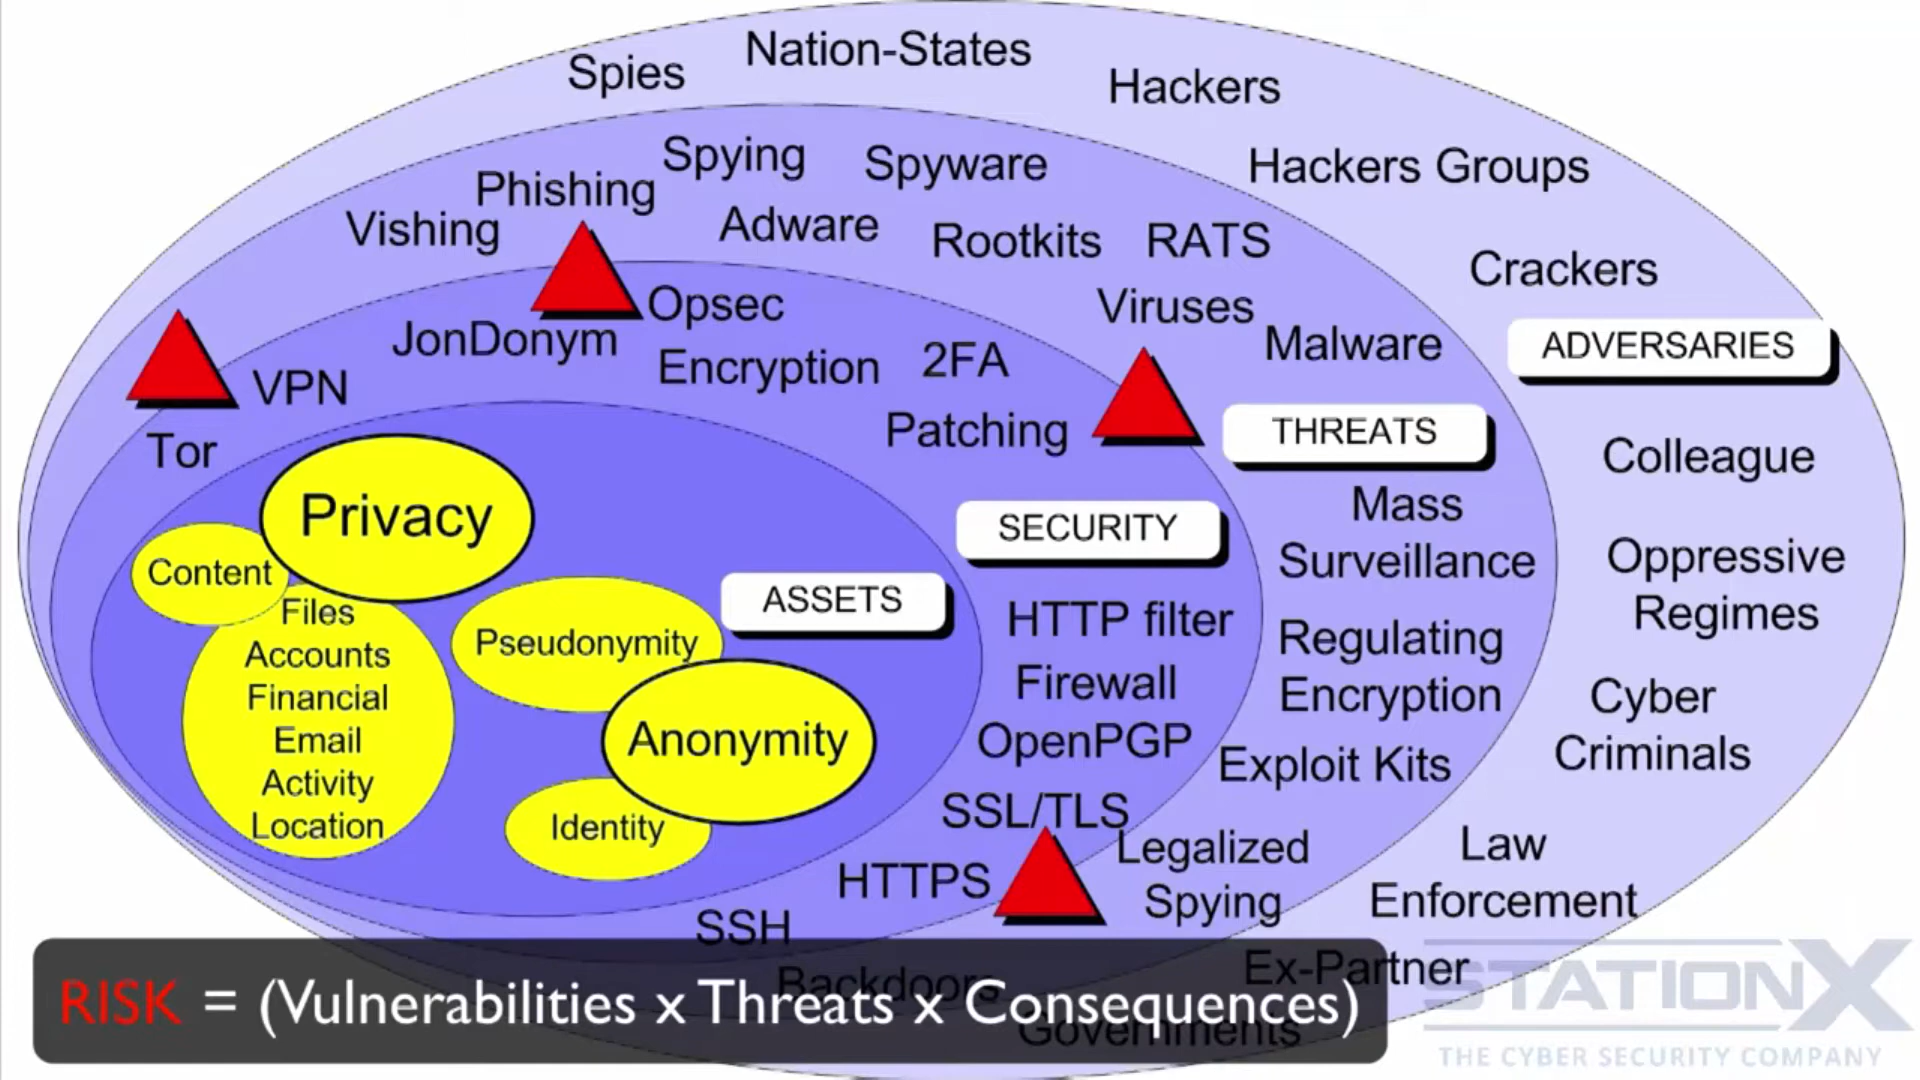 Nation-States
Spies
Hackers
Spying
Spyware
Hackers Groups
Phishing
Vishing
Adware
Rootkits
RATS
Crackers
Opsec
Viruses
JonDonym
Malware
ADVERSARIES
Encryption
2FA
VPN
Patching
THREATS
Tor
Colleague
Privacy
Mass
Surveillance
SECURITY
Content
ASSETS
Oppressive
Regimes
Files
Accounts
Financial
Email
Activity
Location
Pseudonymity
HTTP filter
Regulating
Encryption
Firewall
Anonymity
OpenPGP
Cyber
Criminals
Exploit Kits
Identity
SSL/TLS
Legalized
Spying
Law
Enforcement
HTTPS
SSH
Backdoors
Ex-Partner
RISK = (Vulnerabilities x Threats x Consequences)
Governments
STATIONX
THE CYBER SECURITY COMPANY